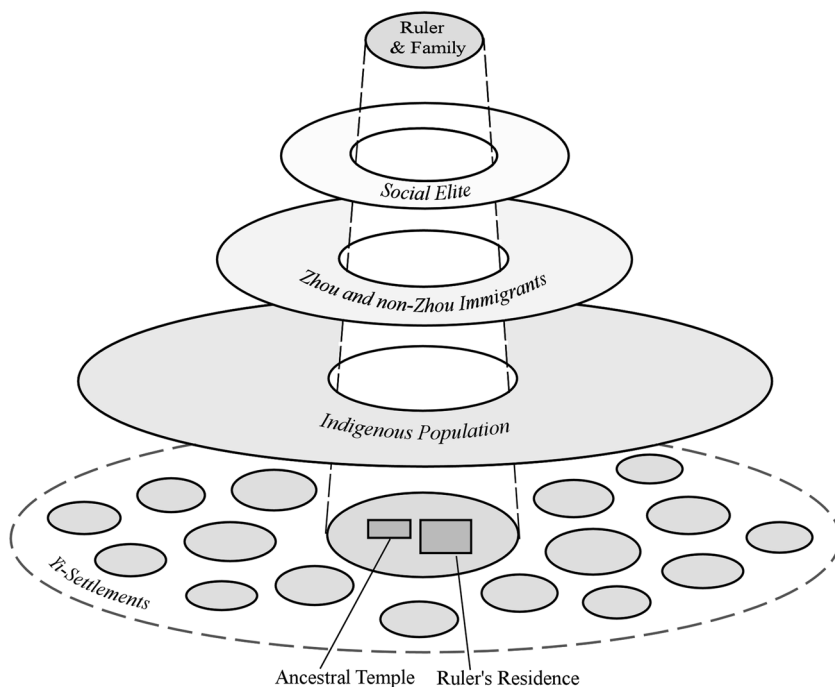 Ruler
& Family
Social Elite
Zhou and non-Zhou Immigrants
Indigenous Population
Yi-Settlements
Ancestral Temple
Ruler's Residence